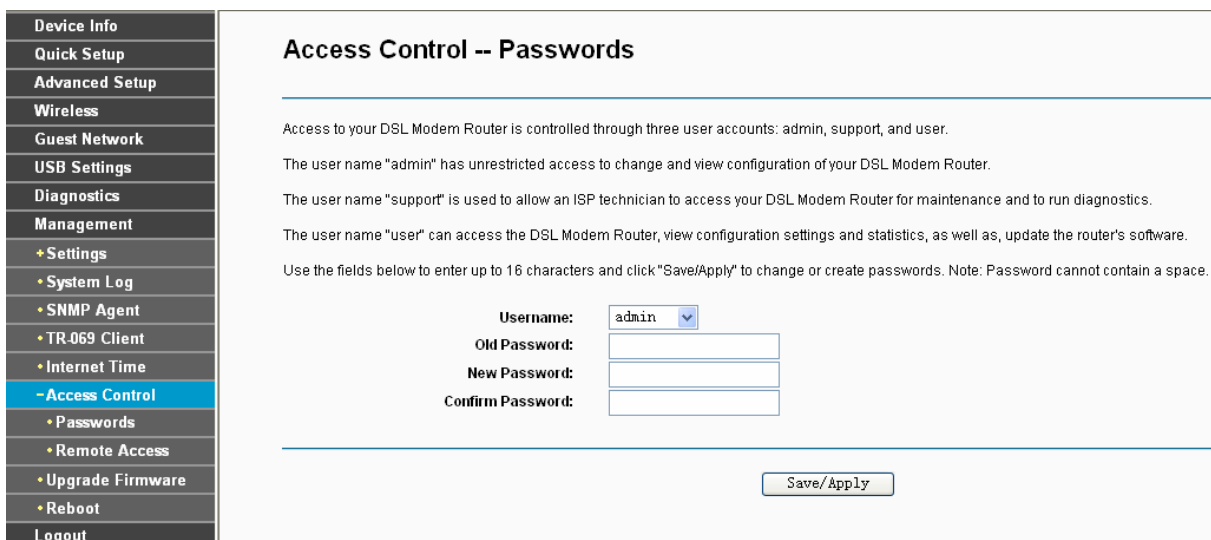 Device Info
Quick Setup
Advanced Setup
Wireless
Guest Network
USB Settings
Diagnostics
Management
+Settings
•System Log
•SNMP Agent
•TR-069 Client
•Internet Time
-Access Control
•Passwords
•Remote Access
•Upgrade Firmware
•Reboot
Logout
Access Control -- Passwords
Access to your DSL Modem Router is controlled through three user accounts: admin, support, and user.
The user name "admin" has unrestricted access to change and view configuration of your DSL Modem Router.
The user name "support" is used to allow an ISP technician to access your DSL Modem Router for maintenance and to run diagnostics.
The user name "user" can access the DSL Modem Router, view configuration settings and statistics, as well as, update the router's software.
Use the fields below to enter up to 16 characters and click "Save/Apply" to change or create passwords. Note: Password cannot contain a space.
Username: admin
Old Password:
New Password:
Confirm Password:
Save/Apply